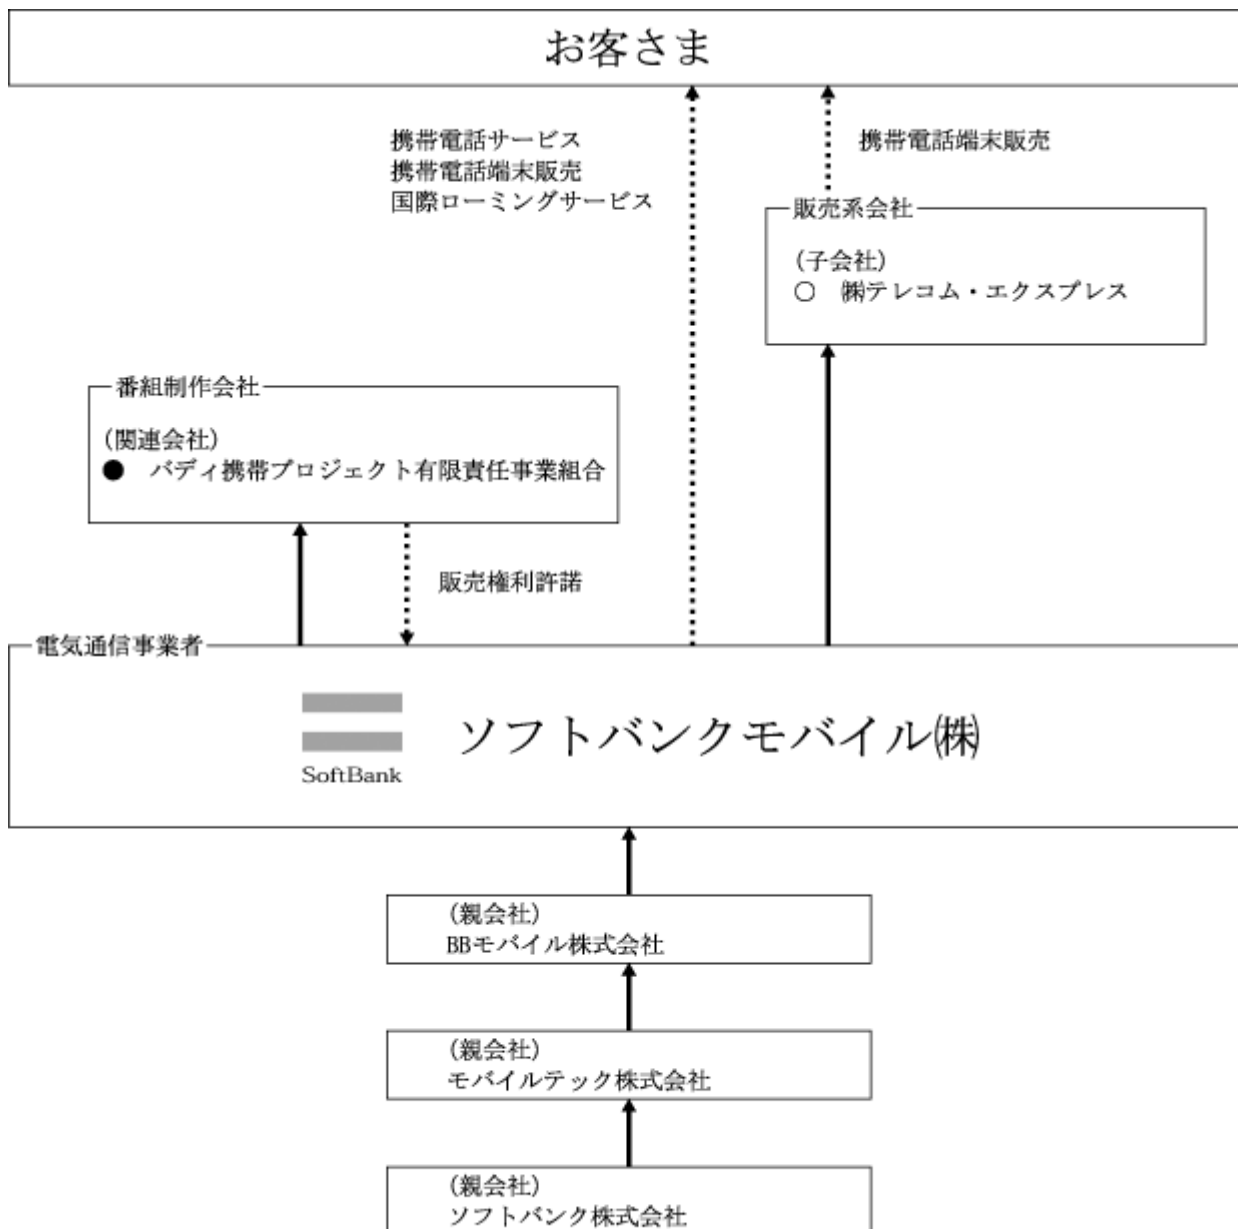 お客さま
携帯電話サービス
携帯電話端末販売
国際ローミングサービス
携帯電話端末販売
販売系会社
(子会社)
○ ㈱テレコム・エクスプレス
番組制作会社
(関連会社)
● バディ携帯プロジェクト有限責任事業組合
販売権利許諾
電気通信事業者
SoftBank
ソフトバンクモバイル㈱
(親会社)
BBモバイル株式会社
(親会社)
モバイルテック株式会社
(親会社)
ソフトバンク株式会社